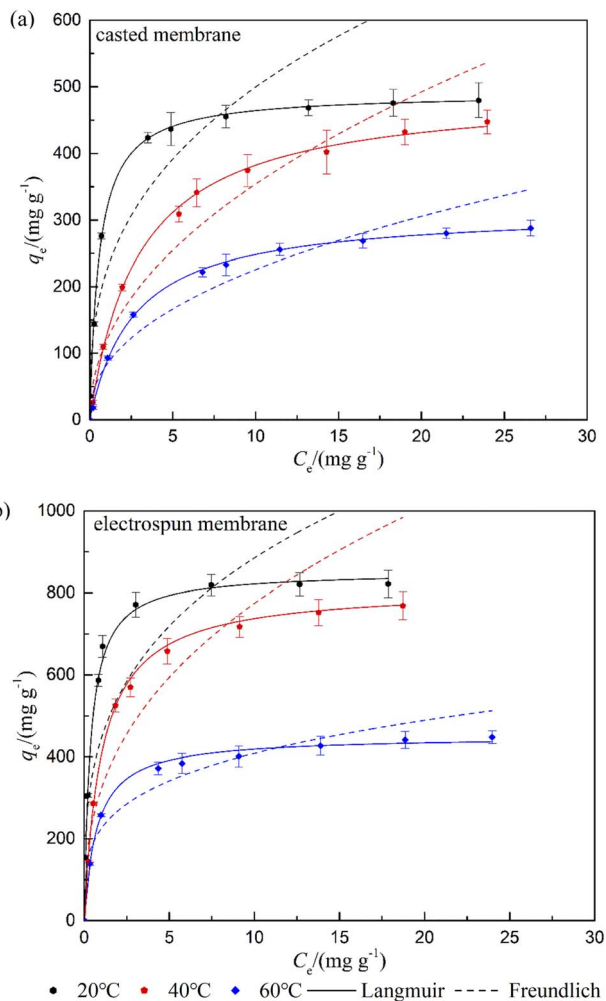 (a)
casted membrane
600
500
400
300
200
100
0
qe/(mg g-1)
0 5 10 15 20 25 30
Ce/(mg g-1)
)
electrospun membrane
1000
800
600
400
200
0
qe/(mg g-1)
0 5 10 15 20 25 30
Ce/(mg g-1)
20℃ 40℃ 60℃ Langmuir Freundlich